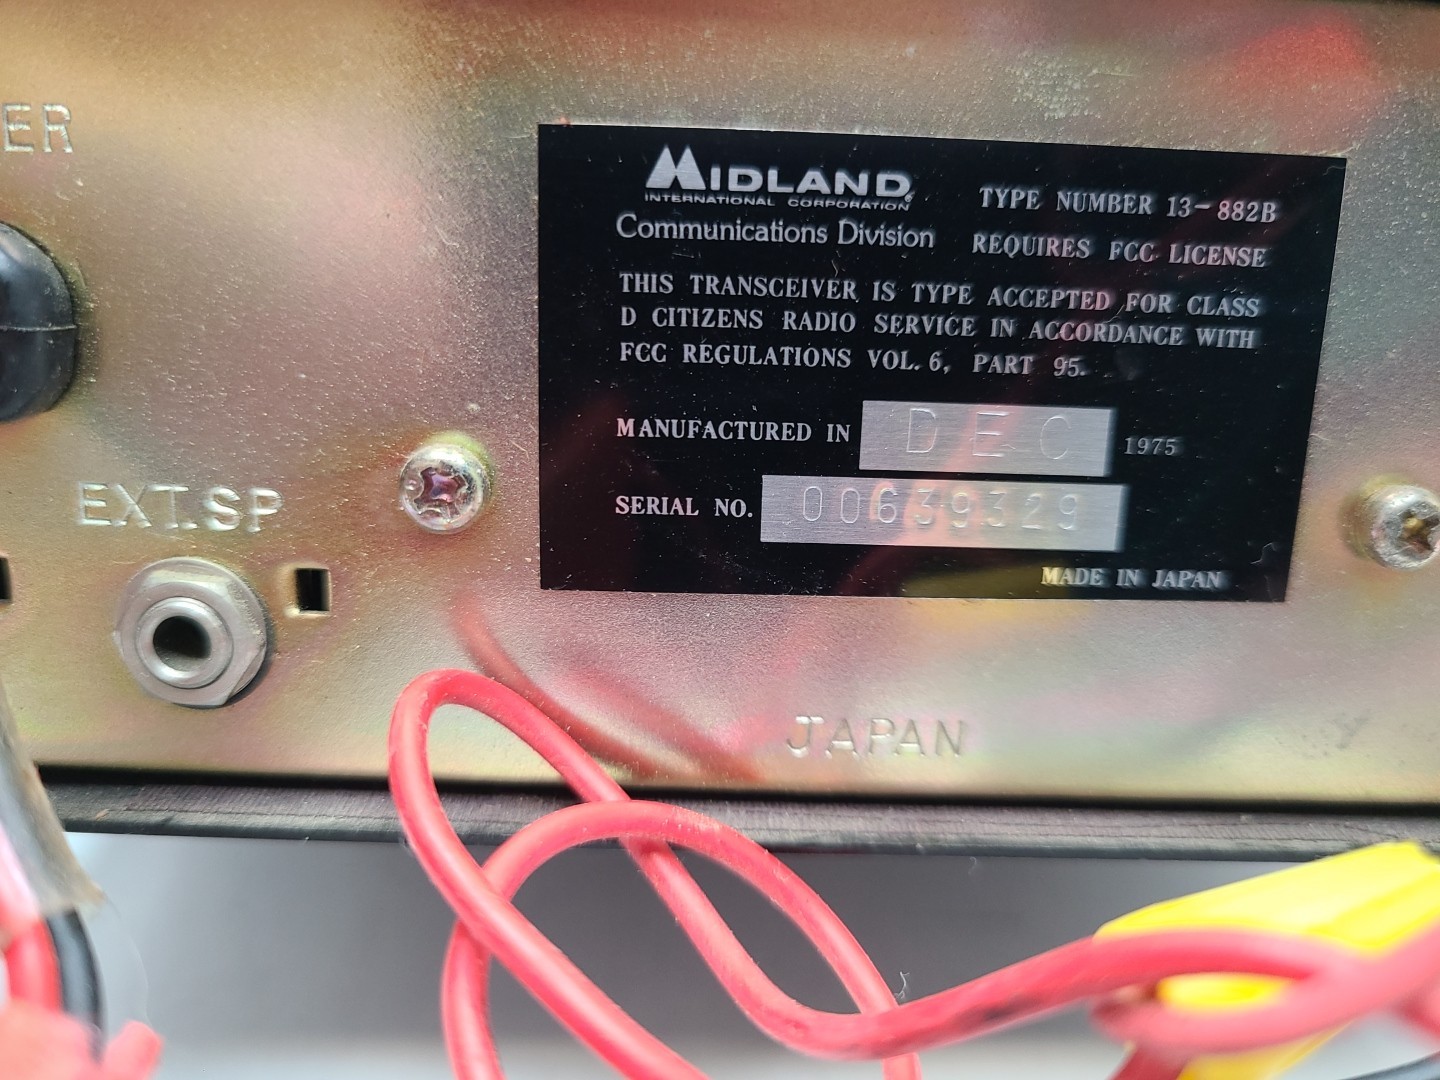 ER
MIDLAND
INTERNATIONAL CORPORATION
Communications Division
TYPE NUMBER 13-882B
REQUIRES FCC LICENSE
THIS TRANSCEIVER IS TYPE ACCEPTED FOR CLASS
D CITIZENS RADIO SERVICE IN ACCORDANCE WITH
FCC REGULATIONS VOL. 6, PART 95.
MANUFACTURED IN DEC 1975
SERIAL NO. 00639329
MADE IN JAPAN
EXT.SP
JAPAN